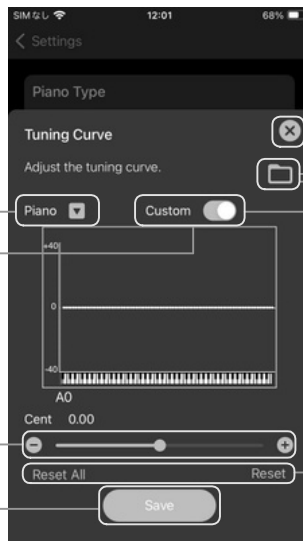 SIMなし 12:01 68%
Settings
Piano Type
Tuning Curve
Adjust the tuning curve.
Piano Custom
+40
0
-40
A0
Cent 0.00
Reset All Reset
Save